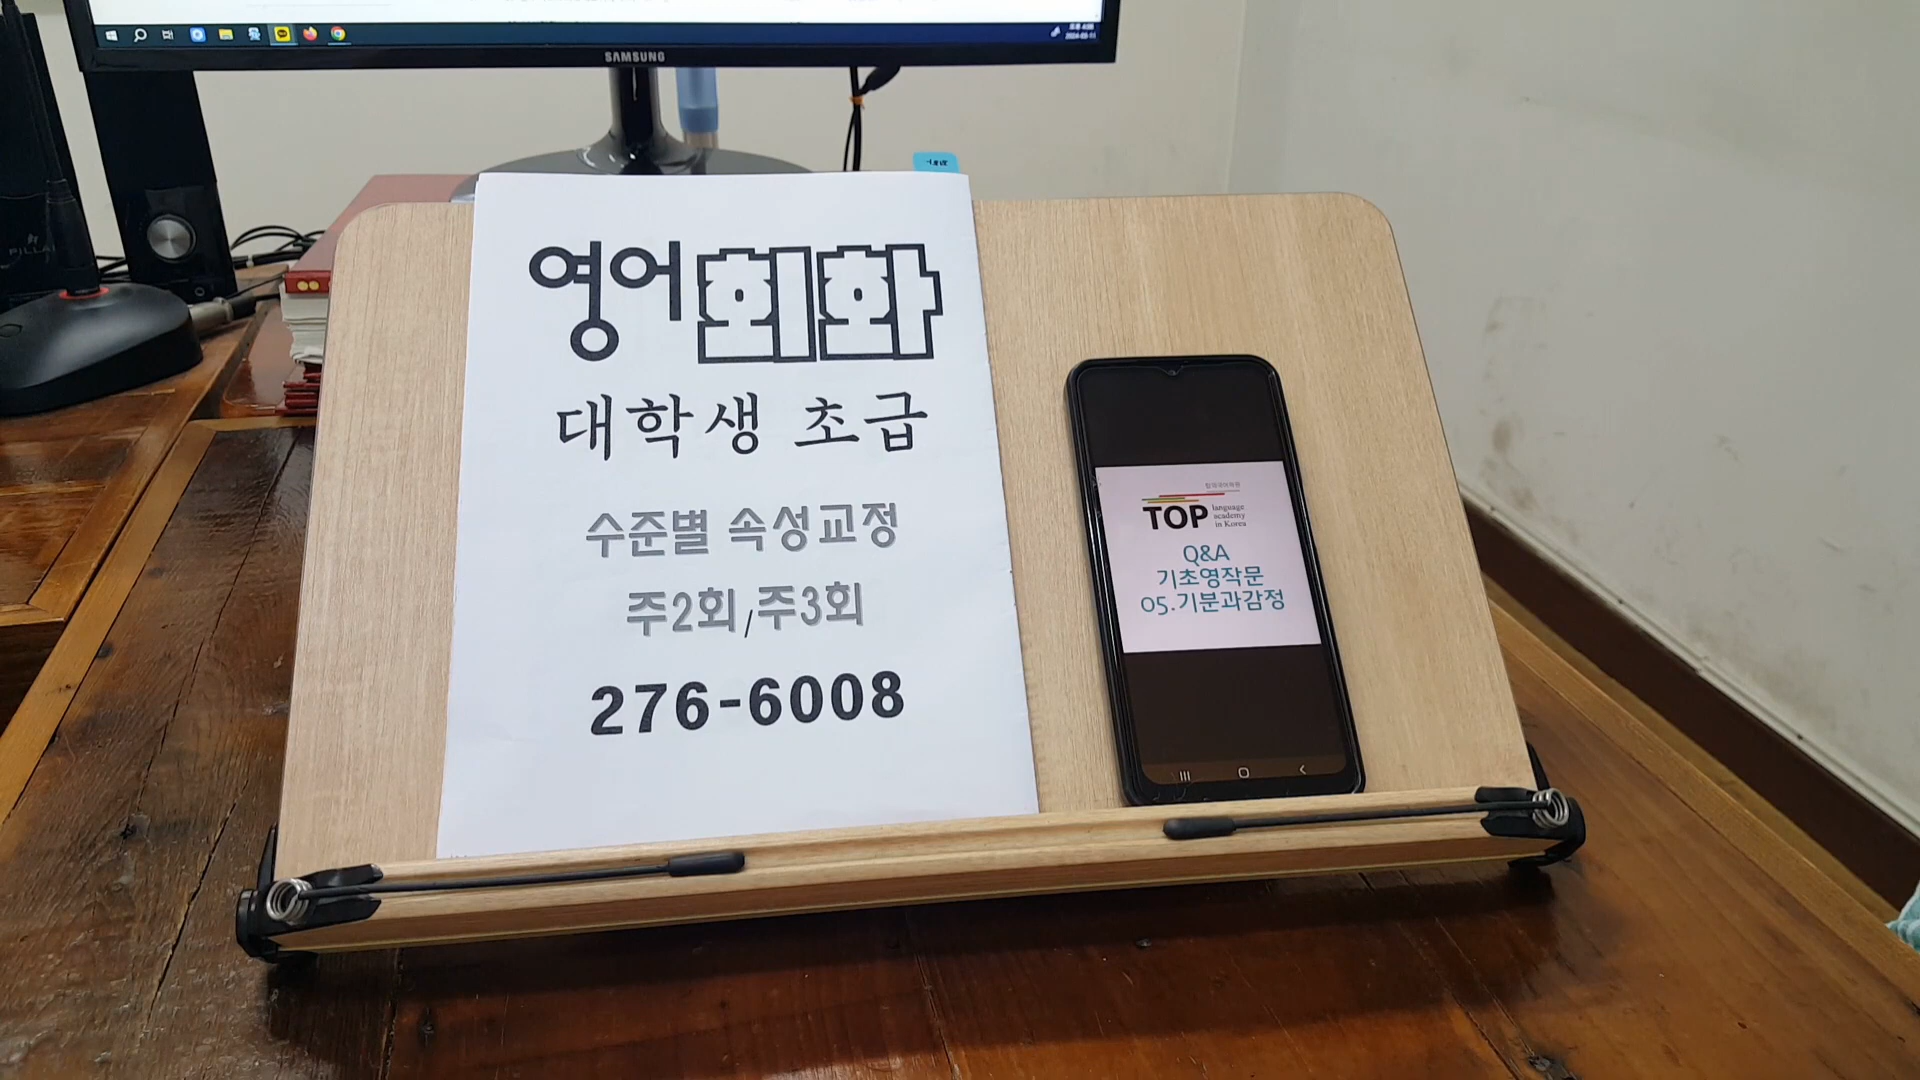 SAMSUNG
영어회화
대학생 초급
수준별 속성교정
주2회/주3회
276-6008
TOP language academy in Korea
Q&A
기초영작문
05.기분과감정